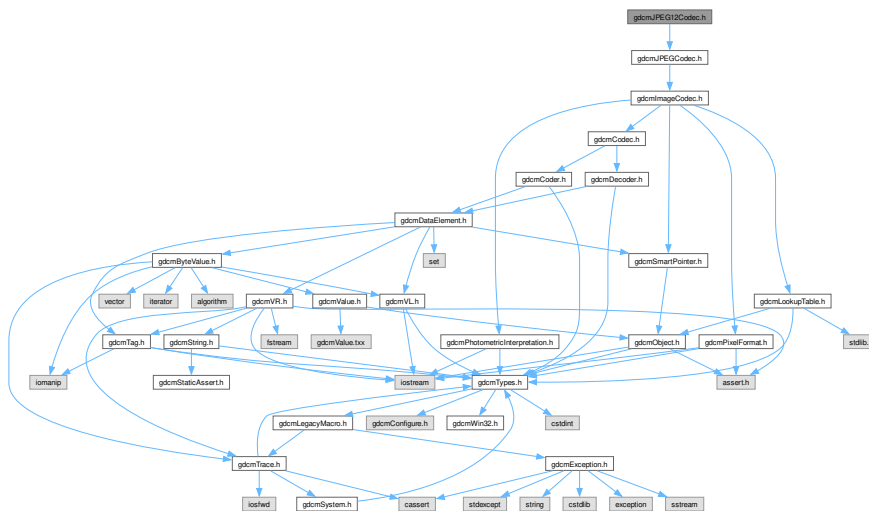 gdcmJPEG12Codec.h
gdcmJPEGCodec.h
gdcmImageCodec.h
gdcmCodec.h
gdcmCoder.h
gdcmDecoder.h
gdcmDataElement.h
gdcmByteValue.h
set
gdcmSmartPointer.h
vector
iterator
algorithm
gdcmVR.h
gdcmValue.h
gdcmVL.h
gdcmLookupTable.h
gdcmTag.h
gdcmString.h
fstream
gdcmValue.txx
gdcmPhotometricInterpretation.h
gdcmObject.h
gdcmPixelFormat.h
stdlib.
iomanip
gdcmStaticAssert.h
iostream
gdcmTypes.h
assert.h
gdcmLegacyMacro.h
gdcmConfigure.h
gdcmWin32.h
cstdint
gdcmTrace.h
gdcmException.h
iosfwd
gdcmSystem.h
cassert
stdexcept
string
cstdlib
exception
sstream